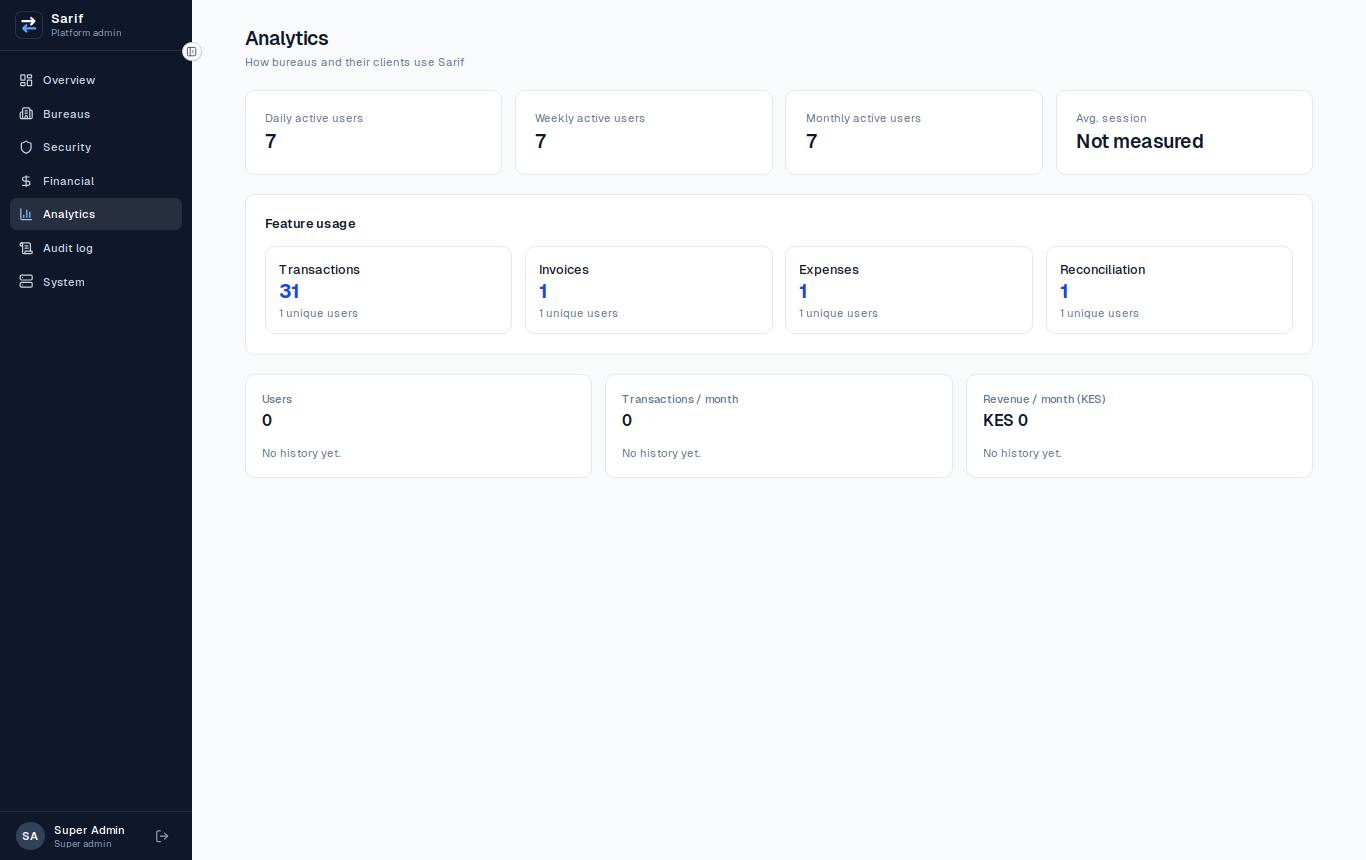 Sarif
Platform admin
Overview
Bureaus
Security
Financial
Analytics
Audit log
System
SA
Super Admin
Super admin
Analytics
How bureaus and their clients use Sarif
Daily active users
7
Weekly active users
7
Monthly active users
7
Avg. session
Not measured
Feature usage
Transactions
31
1 unique users
Invoices
1
1 unique users
Expenses
1
1 unique users
Reconciliation
1
1 unique users
Users
0
No history yet.
Transactions / month
0
No history yet.
Revenue / month (KES)
KES 0
No history yet.